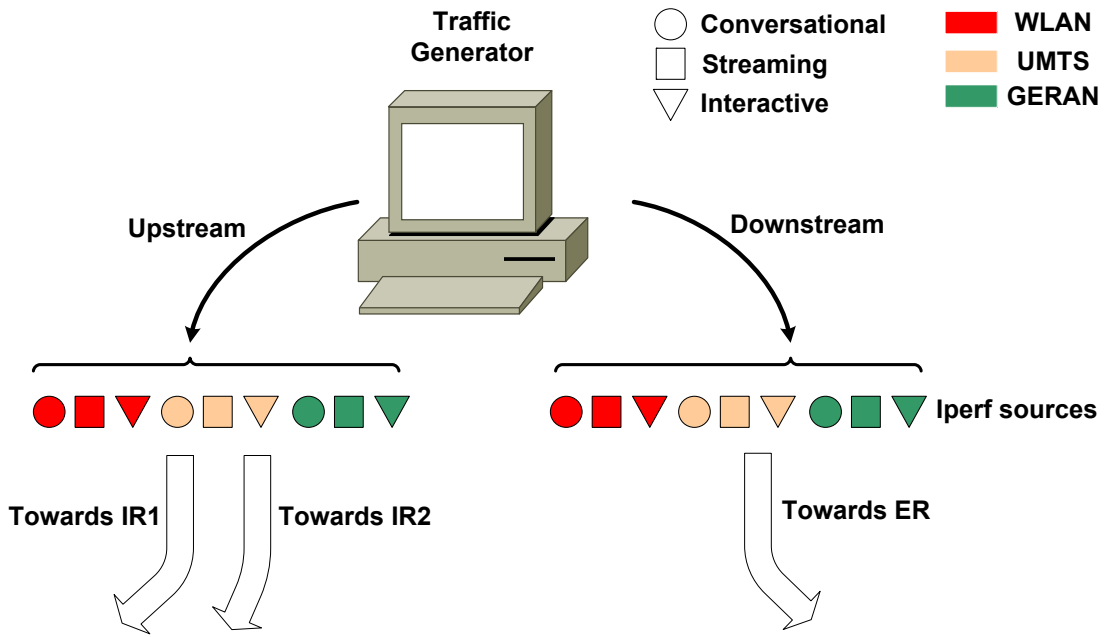 Traffic
Generator
Conversational
Streaming
Interactive
WLAN
UMTS
GERAN
Upstream
Downstream
Iperf sources
Towards IR1
Towards IR2
Towards ER